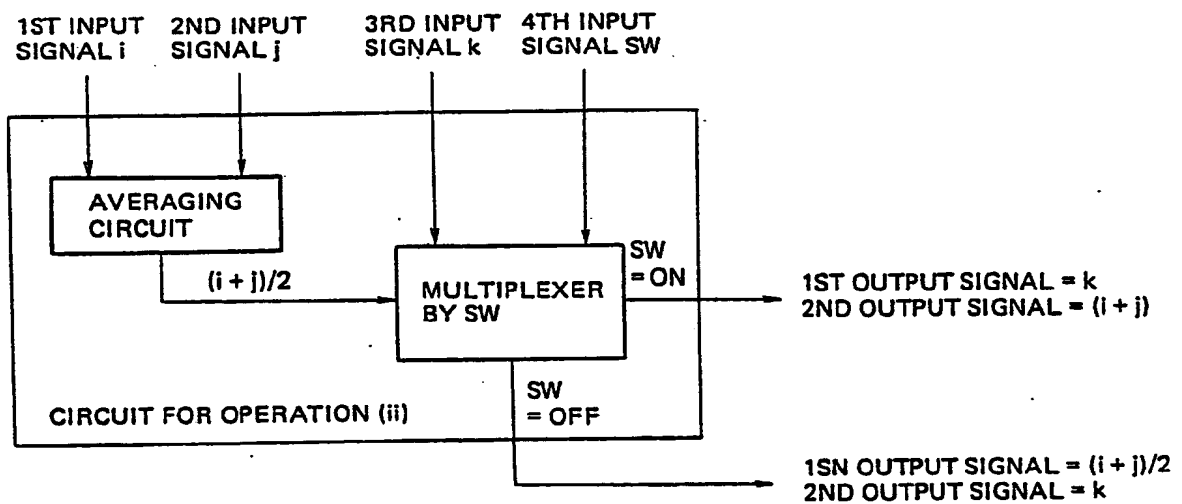 1ST INPUT SIGNAL i
2ND INPUT SIGNAL j
3RD INPUT SIGNAL k
4TH INPUT SIGNAL SW
AVERAGING
CIRCUIT
(i + j)/2
MULTIPLEXER
BY SW
SW
= ON
1ST OUTPUT SIGNAL = k
2ND OUTPUT SIGNAL = (i + j)
SW
= OFF
CIRCUIT FOR OPERATION (ii)
1SN OUTPUT SIGNAL = (i + j)/2
2ND OUTPUT SIGNAL = k